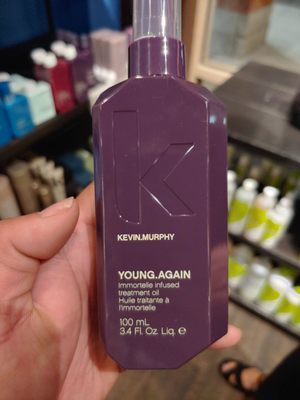 K
KEVIN.MURPHY
YOUNG.AGAIN
Immortelle infused
treatment oil
Huile traitante à
l'immortelle
100 mL
3.4 Fl. Oz. Liq. ℮